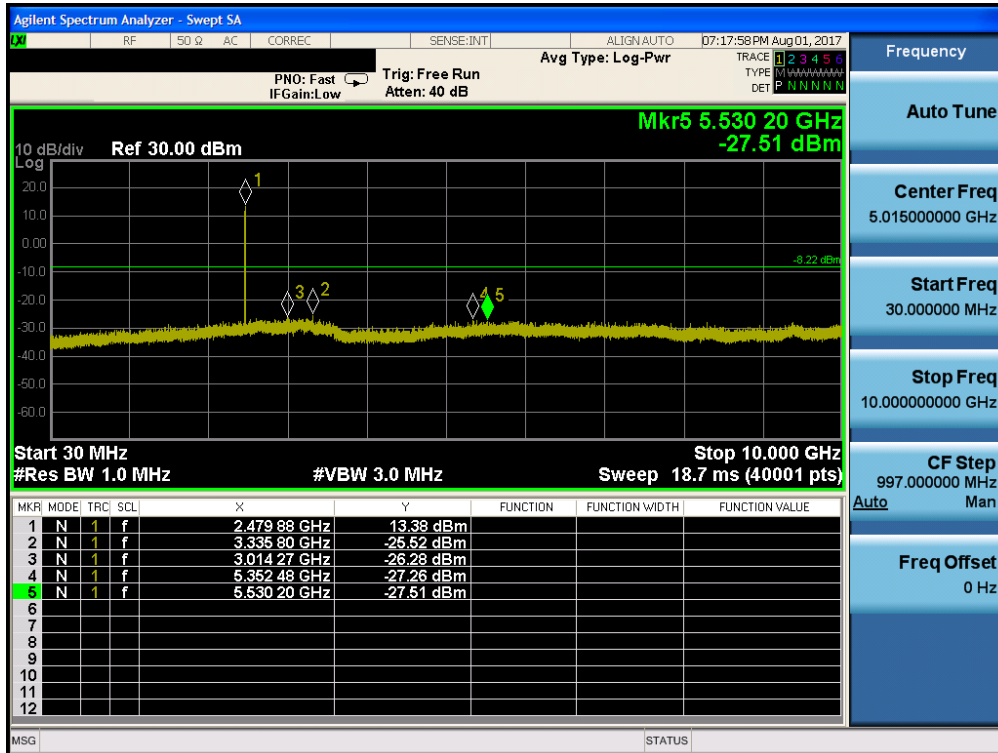 Agilent Spectrum Analyzer - Swept SA
LXI RF 50 Ω AC CORREC SENSE:INT ALIGN AUTO 07:17:58 PM Aug 01, 2017
Frequency
Avg Type: Log-Pwr
TRACE 1 2 3 4 5 6
PNO: Fast Trig: Free Run
TYPE M WWWWW
IFGain:Low Atten: 40 dB
DET P N N N N N
Auto Tune
Mkr5 5.530 20 GHz
10 dB/div Ref 30.00 dBm -27.51 dBm
Log
20.0
1
10.0
0.00
-8.22 dBm
-10.0
-20.0
3 2 4 5
-30.0
-40.0
-50.0
-60.0
Start 30 MHz Stop 10.000 GHz
#Res BW 1.0 MHz #VBW 3.0 MHz Sweep 18.7 ms (40001 pts)
Center Freq
5.015000000 GHz
Start Freq
30.000000 MHz
Stop Freq
10.000000000 GHz
CF Step
997.000000 MHz
Auto Man
Freq Offset
0 Hz
MKR MODE TRC SCL X Y FUNCTION FUNCTION WIDTH FUNCTION VALUE
1 N 1 f 2.479 88 GHz 13.38 dBm
2 N 1 f 3.335 80 GHz -25.52 dBm
3 N 1 f 3.014 27 GHz -26.28 dBm
4 N 1 f 5.352 48 GHz -27.26 dBm
5 N 1 f 5.530 20 GHz -27.51 dBm
6
7
8
9
10
11
12
MSG STATUS